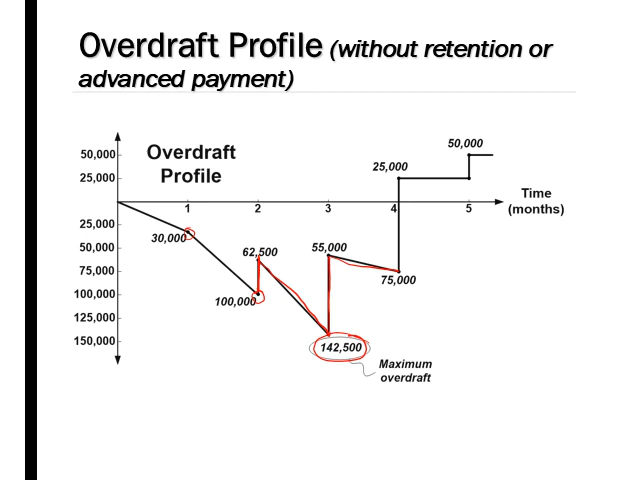 Overdraft Profile (without retention or
advanced payment)
Overdraft
Profile
50,000
25,000
25,000
50,000
75,000
100,000
125,000
150,000
1
2
3
4
5
Time
(months)
30,000
100,000
62,500
142,500
55,000
75,000
25,000
50,000
Maximum
overdraft